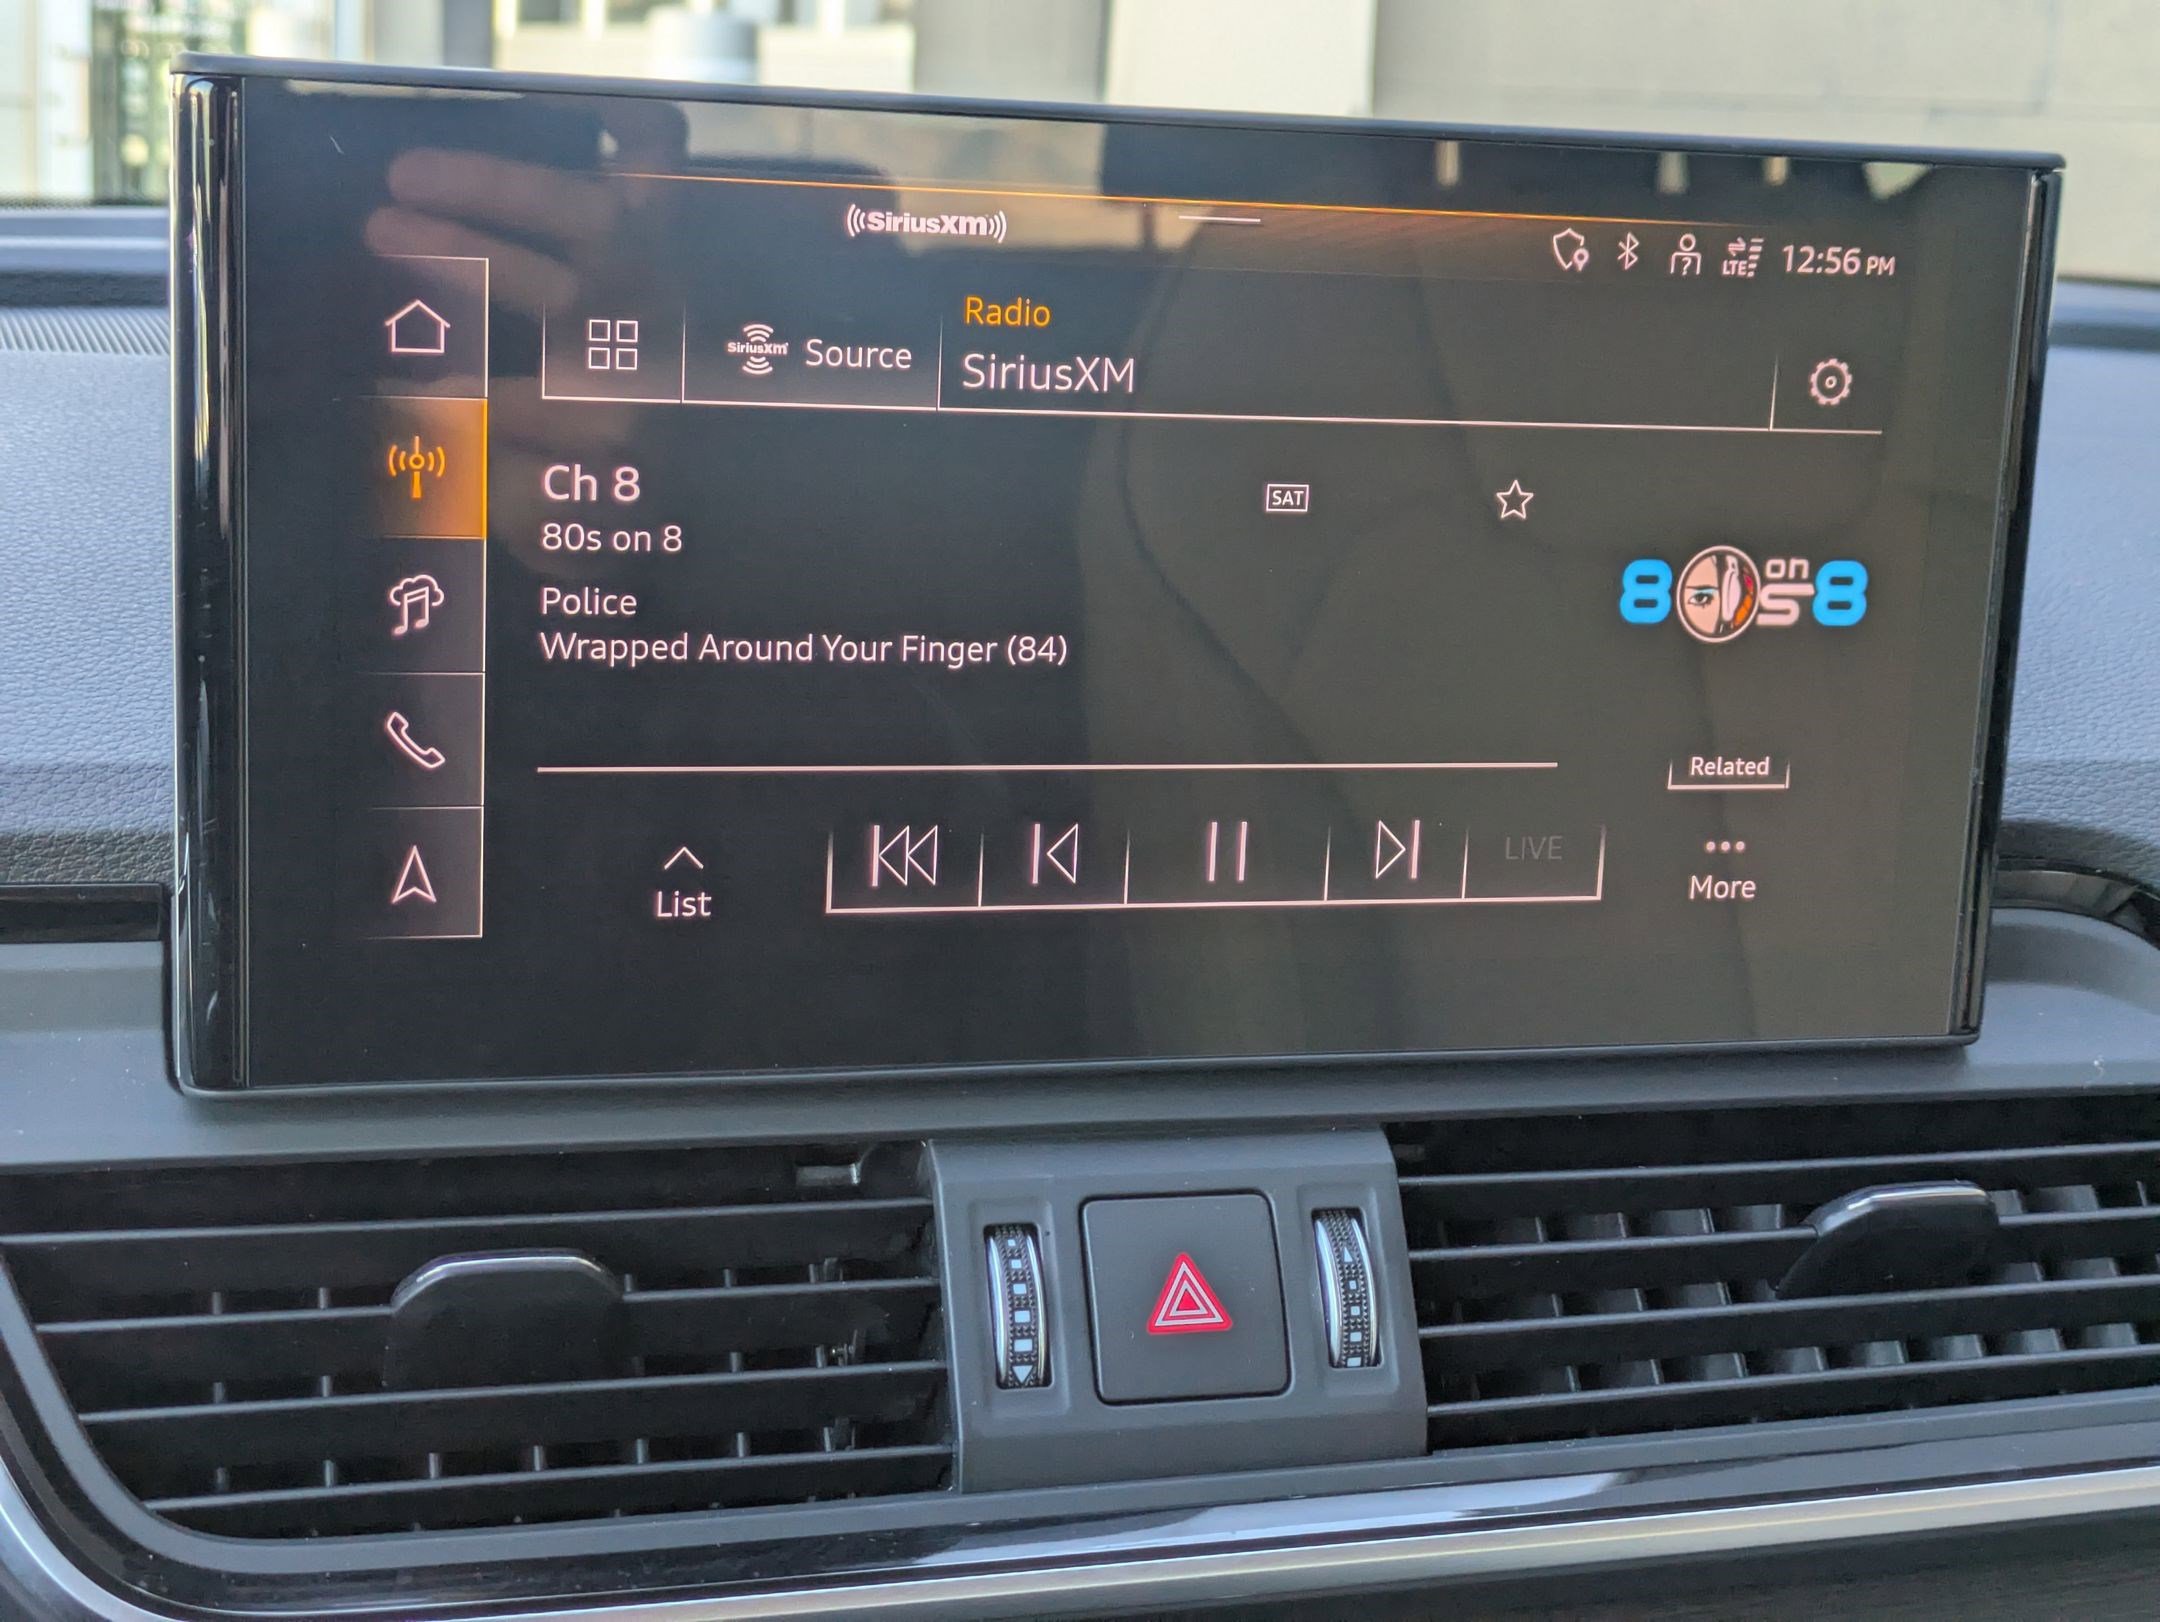 SiriusXM
LTE 12:56 PM
SiriusXM Source
Radio
SiriusXM
Ch 8
SAT
80s on 8
80s on 8
Police
Wrapped Around Your Finger (84)
Related
LIVE
List
More